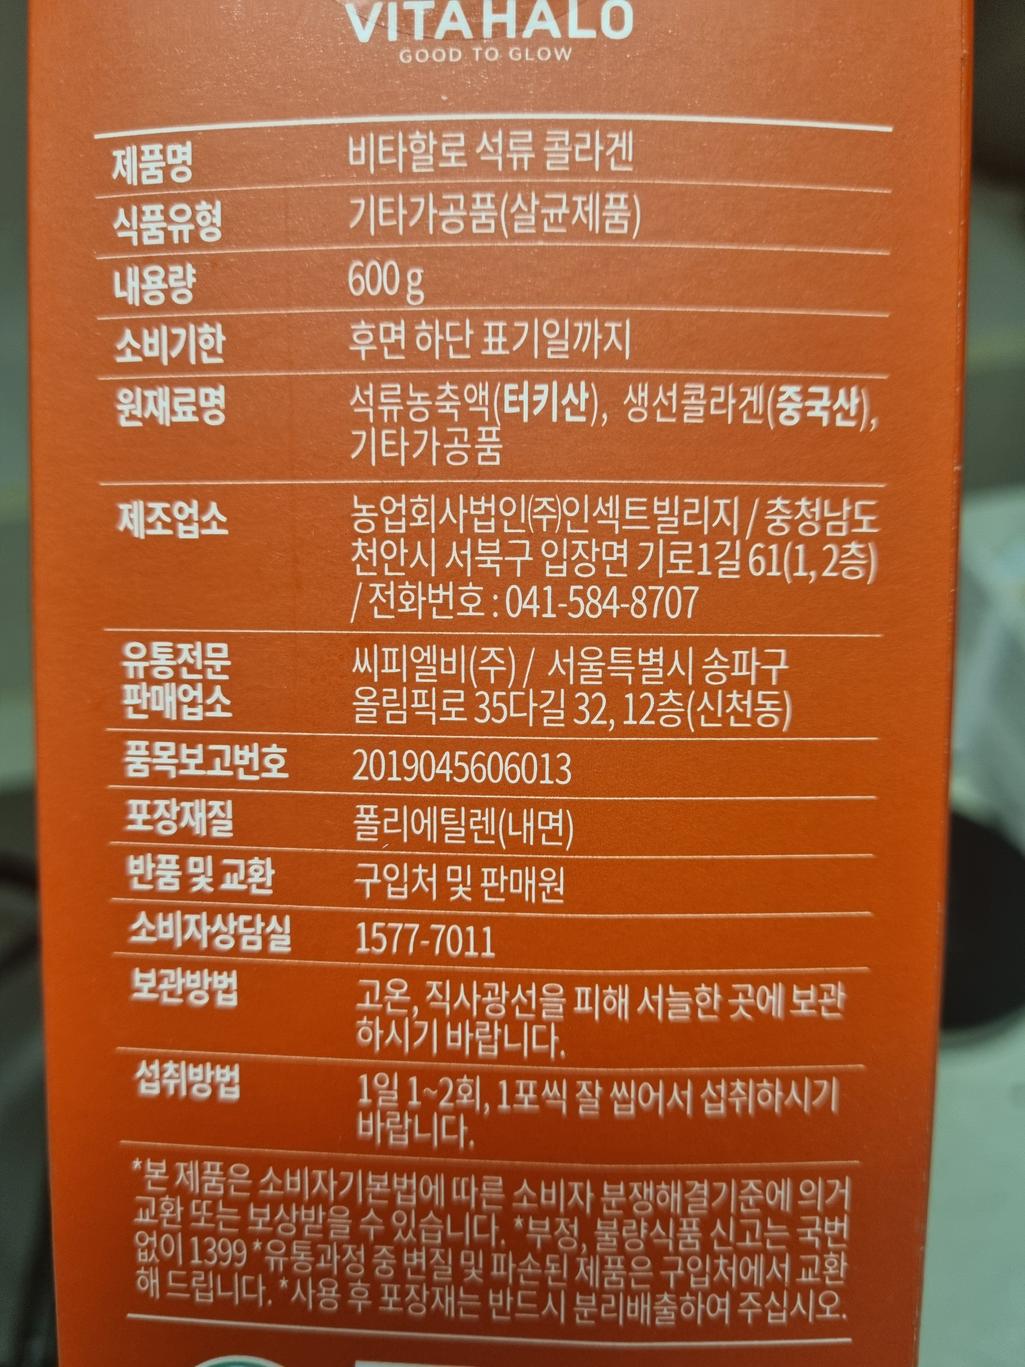 VITAHALO
GOOD TO GLOW
제품명 비타할로 석류 콜라겐
식품유형 기타가공품(살균제품)
내용량 600 g
소비기한 후면 하단 표기일까지
원재료명 석류농축액(터키산), 생선콜라겐(중국산),
기타가공품
제조업소 농업회사법인(주)인섹트빌리지 / 충청남도
천안시 서북구 입장면 기로1길 61(1, 2층)
/ 전화번호 : 041-584-8707
유통전문 씨피엘비(주) / 서울특별시 송파구
판매업소 올림픽로 35다길 32, 12층(신천동)
품목보고번호 2019045606013
포장재질 폴리에틸렌(내면)
반품 및 교환 구입처 및 판매원
소비자상담실 1577-7011
보관방법 고온, 직사광선을 피해 서늘한 곳에 보관
하시기 바랍니다.
섭취방법 1일 1~2회, 1포씩 잘 씹어서 섭취하시기
바랍니다.
*본 제품은 소비자기본법에 따른 소비자 분쟁해결기준에 의거
교환 또는 보상받을 수 있습니다. *부정, 불량식품 신고는 국번
없이 1399 *유통과정 중 변질 및 파손된 제품은 구입처에서 교환
해 드립니다. *사용 후 포장재는 반드시 분리배출하여 주십시오.